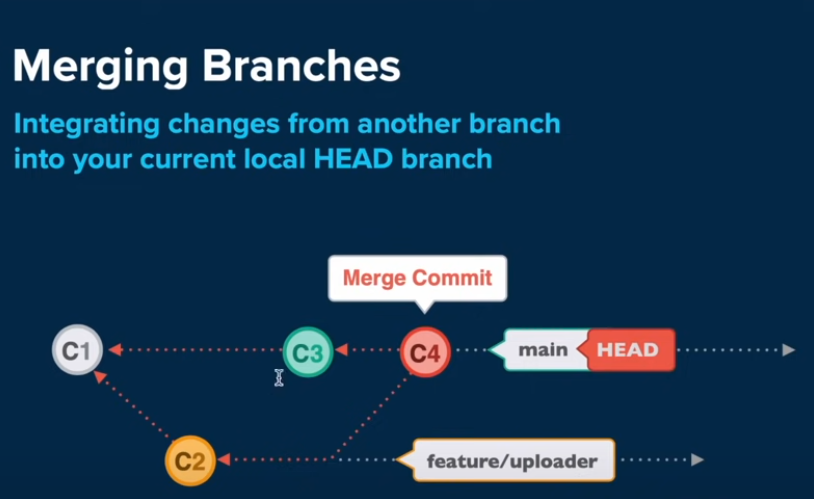 Merging Branches
Integrating changes from another branch
into your current local HEAD branch
Merge Commit
C1
C3
C4
main
HEAD
C2
feature/uploader